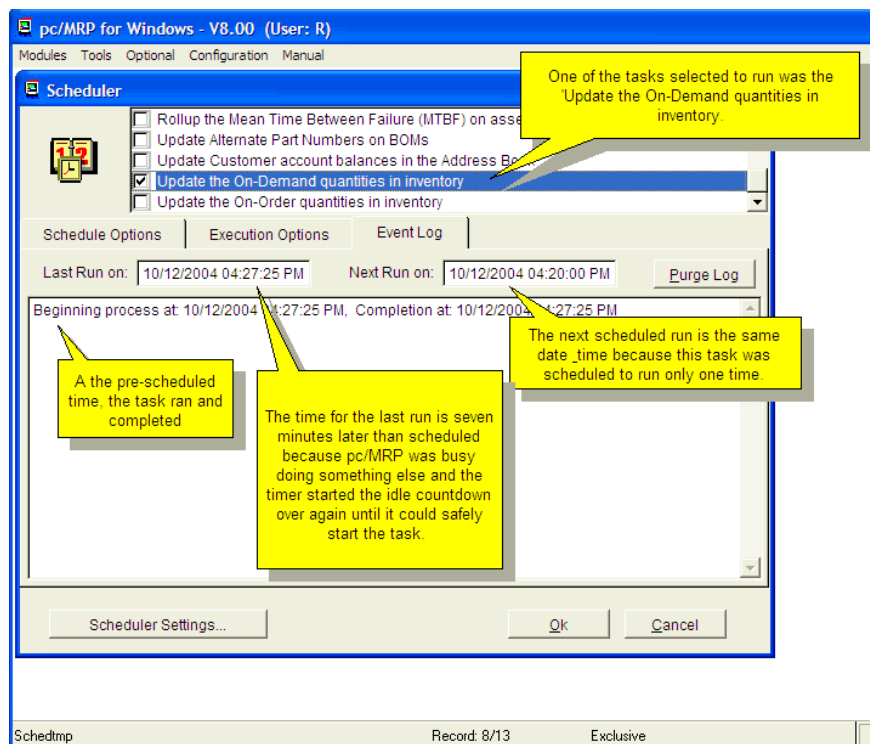 pc/MRP for Windows - V8.00 (User: R)
Modules Tools Optional Configuration Manual
Scheduler
One of the tasks selected to run was the
'Update the On-Demand quantities in
inventory.
Rollup the Mean Time Between Failure (MTBF) on asse
Update Alternate Part Numbers on BOMs
Update Customer account balances in the Address Bo
Update the On-Demand quantities in inventory
Update the On-Order quantities in inventory
Schedule Options
Execution Options
Event Log
Last Run on: 10/12/2004 04:27:25 PM
Next Run on: 10/12/2004 04:20:00 PM
Purge Log
Beginning process at: 10/12/2004 04:27:25 PM, Completion at: 10/12/2004 04:27:25 PM
The next scheduled run is the same
date _time because this task was
scheduled to run only one time.
A the pre-scheduled
time, the task ran and
completed
The time for the last run is seven
minutes later than scheduled
because pc/MRP was busy
doing something else and the
timer started the idle countdown
over again until it could safely
start the task.
Scheduler Settings...
Ok
Cancel
Schedtmp
Record: 8/13
Exclusive